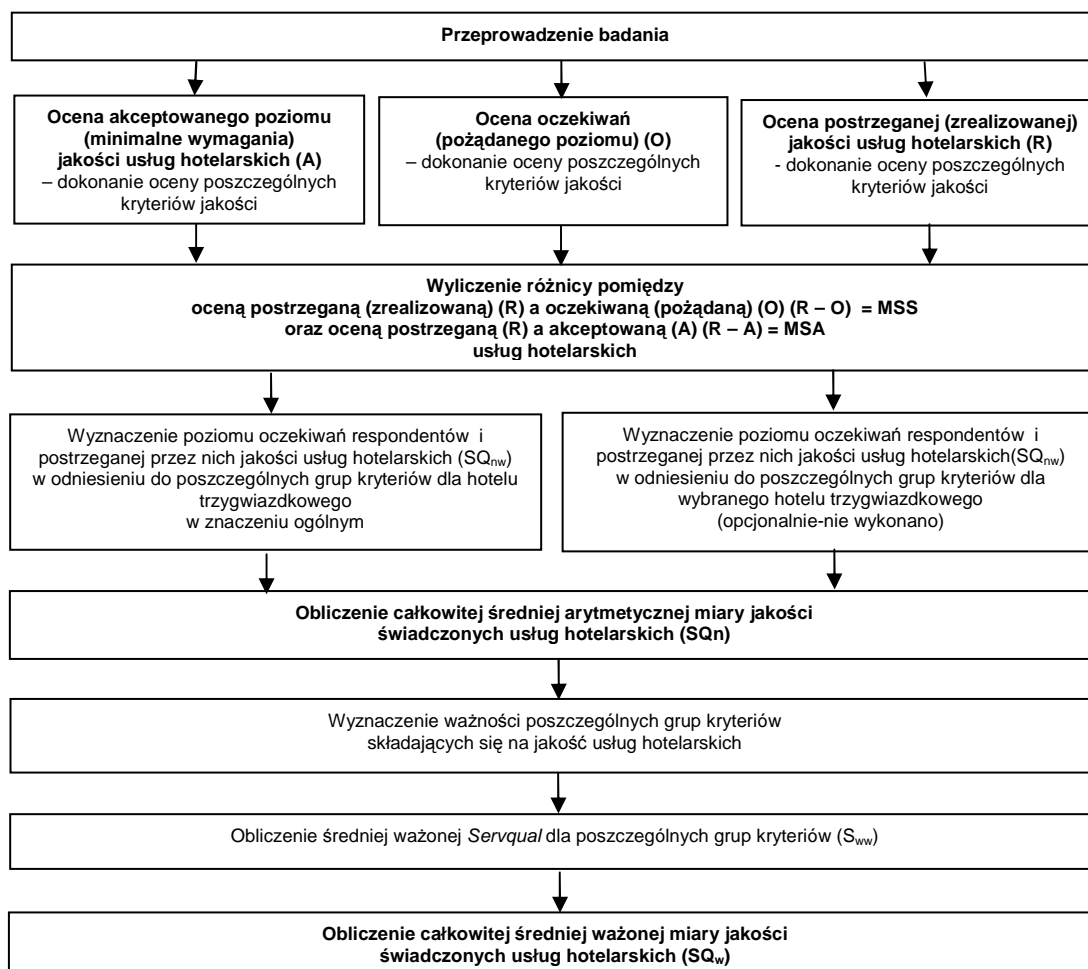 Przeprowadzenie badania
Ocena akceptowanego poziomu
(minimalne wymagania)
jakości usług hotelarskich (A)
– dokonanie oceny poszczególnych
kryteriów jakości
Ocena oczekiwań
(pożądanego poziomu) (O)
– dokonanie oceny poszczególnych
kryteriów jakości
Ocena postrzeganej (zrealizowanej)
jakości usług hotelarskich (R)
- dokonanie oceny poszczególnych
kryteriów jakości
Wyliczenie różnicy pomiędzy
oceną postrzeganą (zrealizowaną) (R) a oczekiwaną (pożądaną) (O) (R – O) = MSS
oraz oceną postrzeganą (R) a akceptowaną (A) (R – A) = MSA
usług hotelarskich
Wyznaczenie poziomu oczekiwań respondentów i
postrzeganej przez nich jakości usług hotelarskich (SQnw)
w odniesieniu do poszczególnych grup kryteriów dla hotelu
trzygwiazdkowego
w znaczeniu ogólnym
Wyznaczenie poziomu oczekiwań respondentów i
postrzeganej przez nich jakości usług hotelarskich(SQnw)
w odniesieniu do poszczególnych grup kryteriów dla
wybranego hotelu trzygwiazdkowego
(opcjonalnie-nie wykonano)
Obliczenie całkowitej średniej arytmetycznej miary jakości
świadczonych usług hotelarskich (SQn)
Wyznaczenie ważności poszczególnych grup kryteriów
składających się na jakość usług hotelarskich
Obliczenie średniej ważonej Servqual dla poszczególnych grup kryteriów (Sww)
Obliczenie całkowitej średniej ważonej miary jakości
świadczonych usług hotelarskich (SQw)